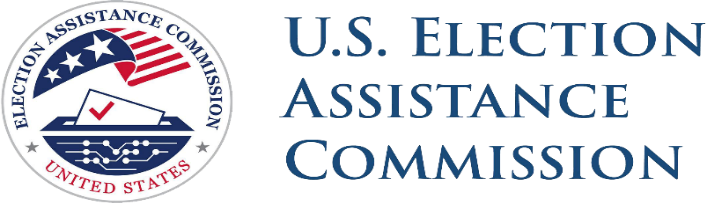 ELECTION ASSISTANCE COMMISSION
UNITED STATES
U.S. ELECTION
ASSISTANCE
COMMISSION